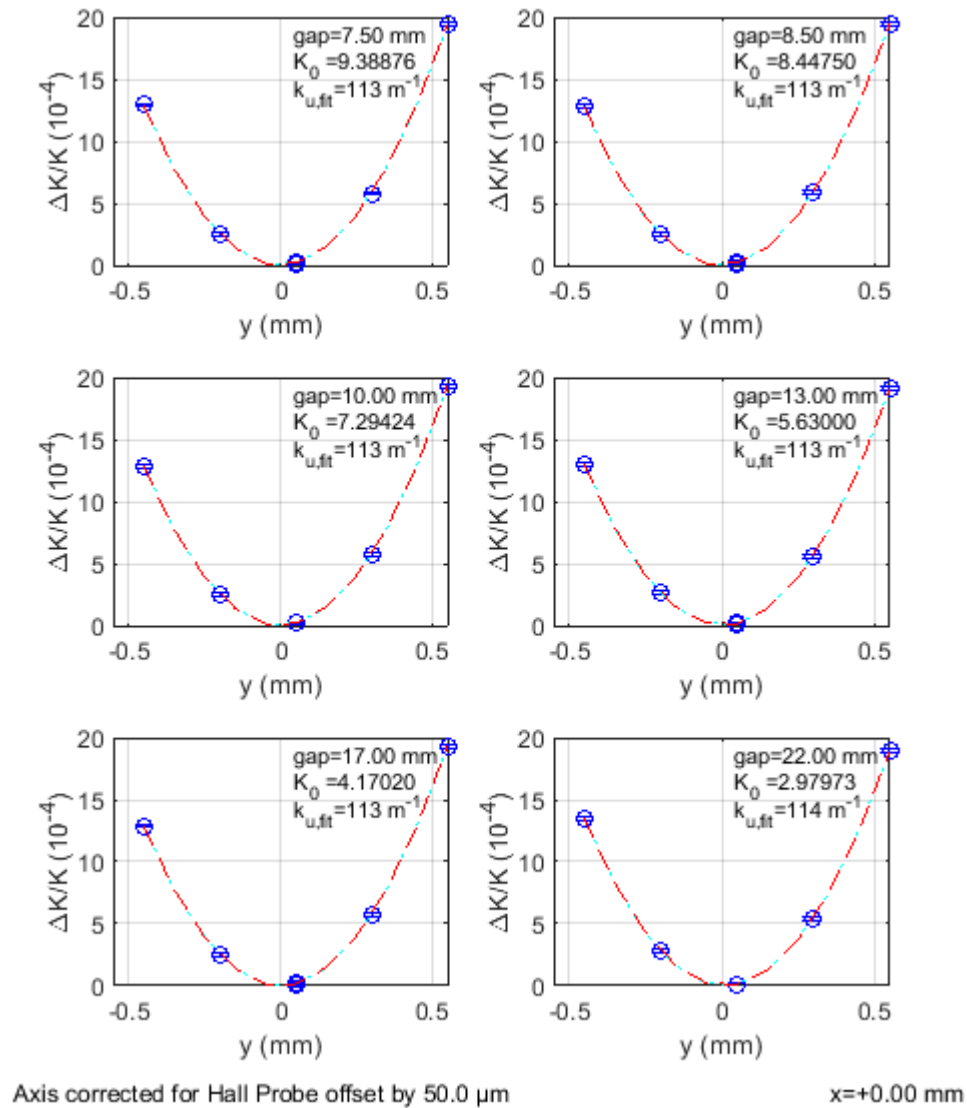 20
15
10
5
0
ΔK/K (10⁻⁴)
gap=7.50 mm
K₀ =9.38876
k_{u,fit}=113 m⁻¹
-0.5 0 0.5
y (mm)
20
15
10
5
0
ΔK/K (10⁻⁴)
gap=8.50 mm
K₀ =8.44750
k_{u,fit}=113 m⁻¹
-0.5 0 0.5
y (mm)
20
15
10
5
0
ΔK/K (10⁻⁴)
gap=10.00 mm
K₀ =7.29424
k_{u,fit}=113 m⁻¹
-0.5 0 0.5
y (mm)
20
15
10
5
0
ΔK/K (10⁻⁴)
gap=13.00 mm
K₀ =5.63000
k_{u,fit}=113 m⁻¹
-0.5 0 0.5
y (mm)
20
15
10
5
0
ΔK/K (10⁻⁴)
gap=17.00 mm
K₀ =4.17020
k_{u,fit}=113 m⁻¹
-0.5 0 0.5
y (mm)
20
15
10
5
0
ΔK/K (10⁻⁴)
gap=22.00 mm
K₀ =2.97973
k_{u,fit}=114 m⁻¹
-0.5 0 0.5
y (mm)
Axis corrected for Hall Probe offset by 50.0 μm
x=+0.00 mm